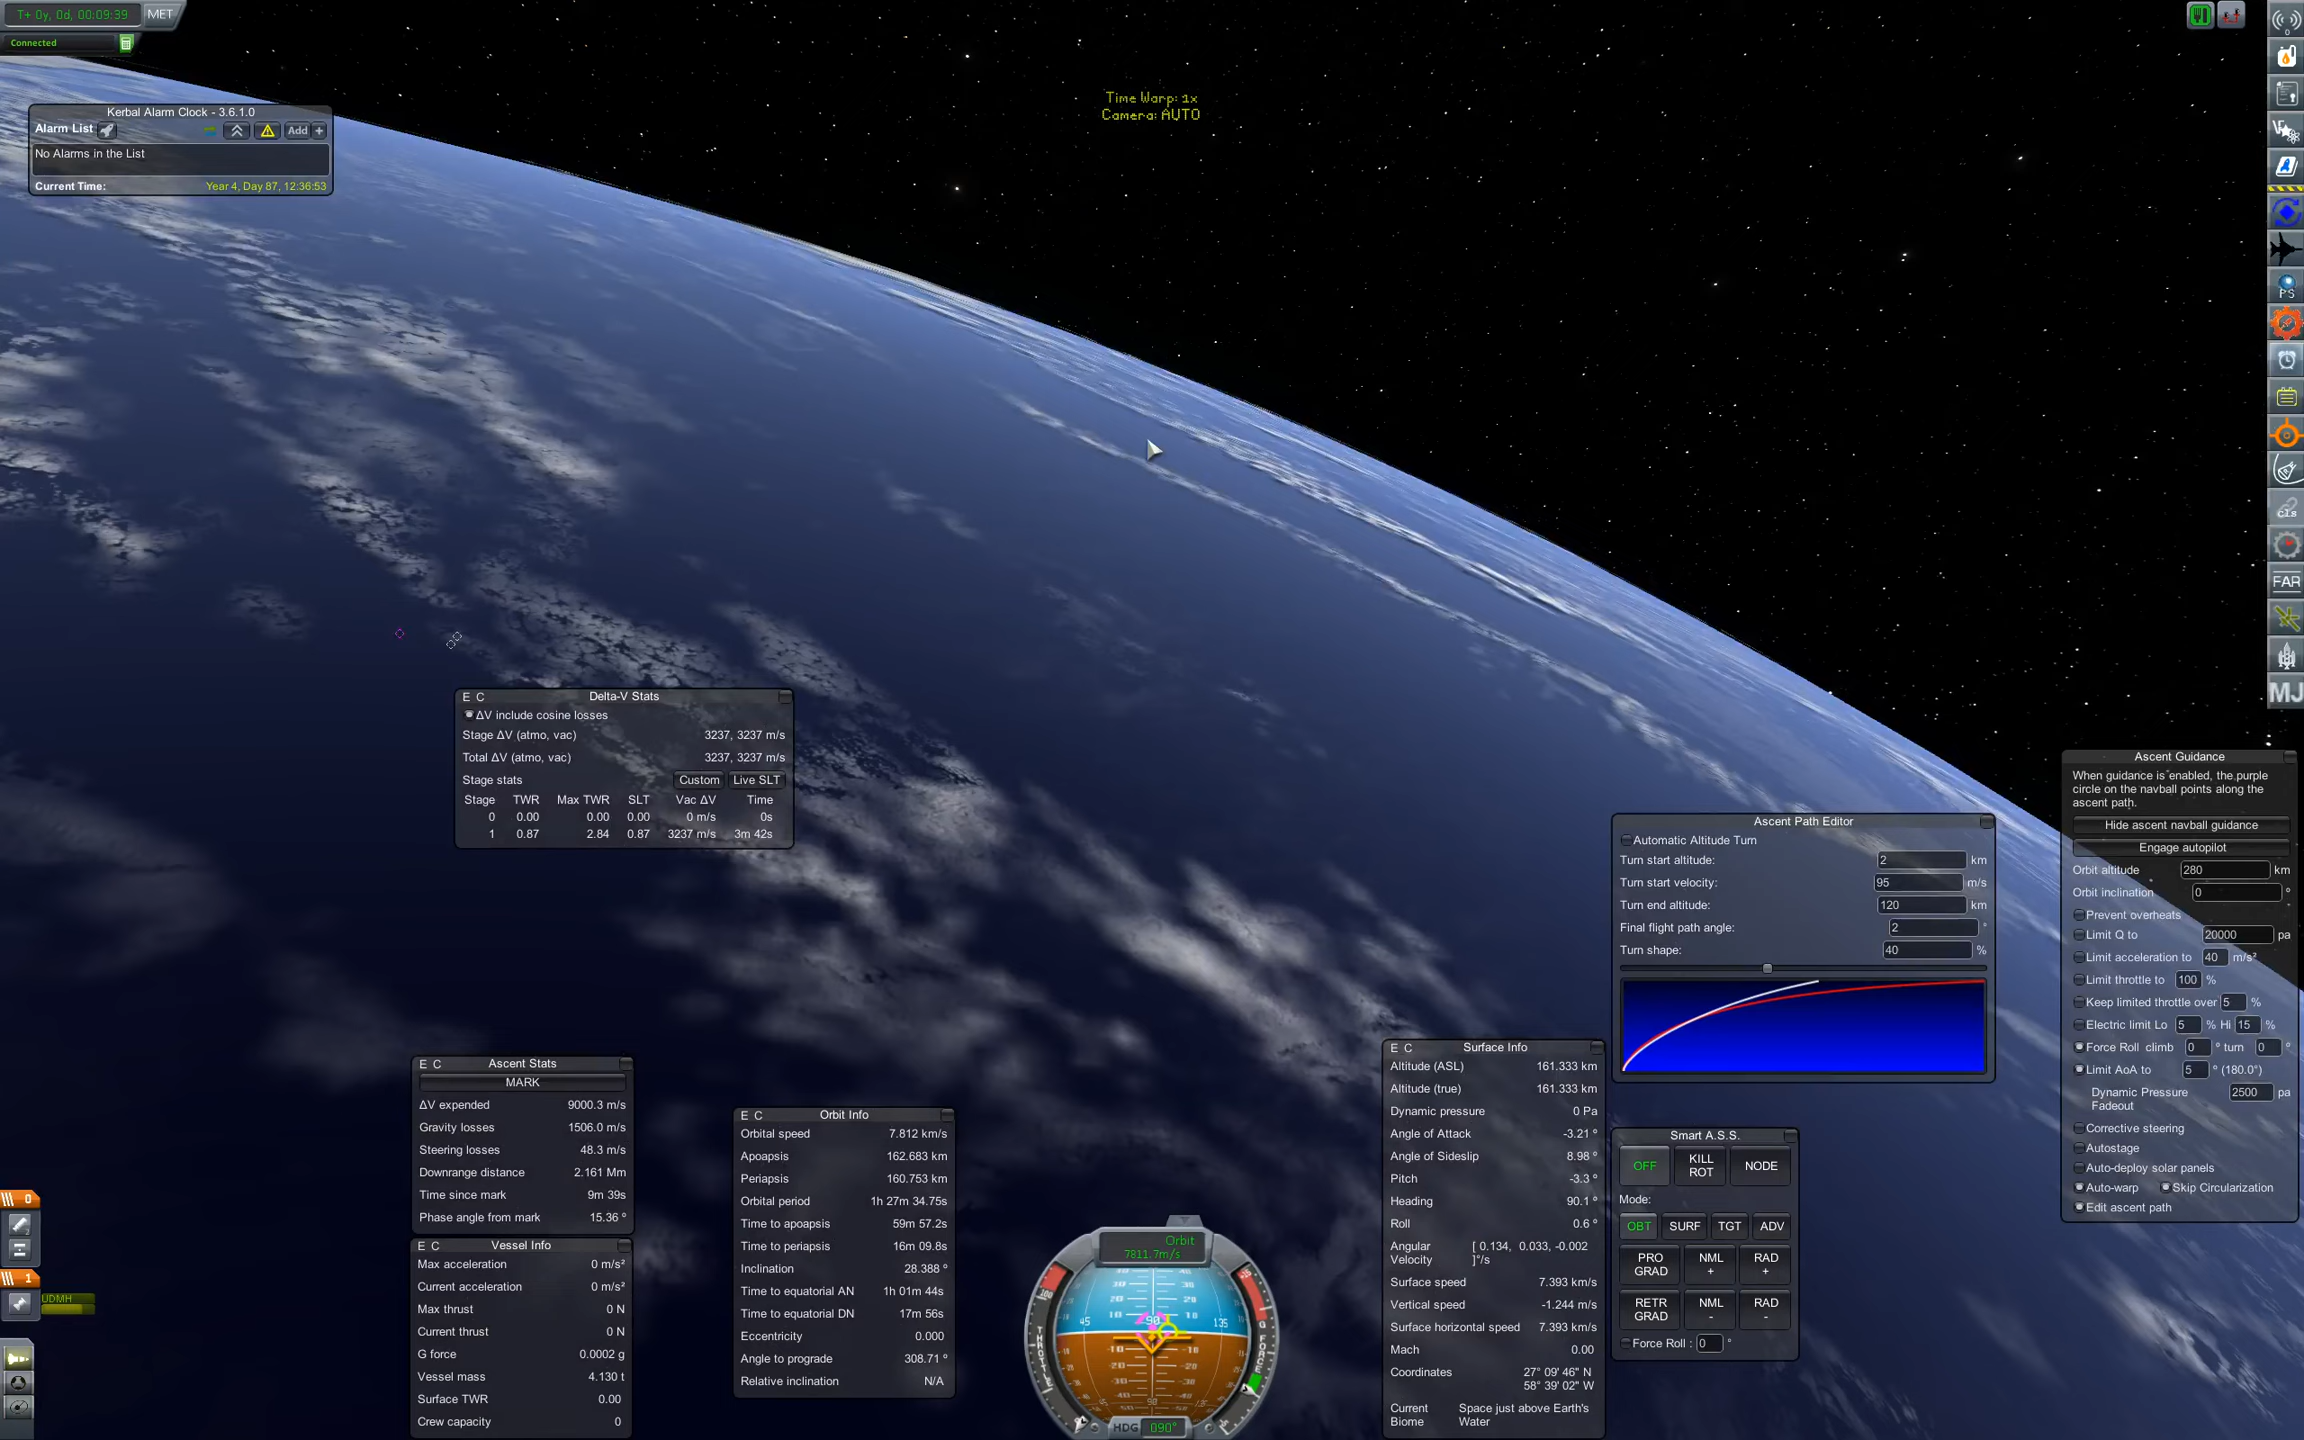 T+ 0y, 0d, 00:09:39 MET
Connected
Time Warp: 1x
Camera: AUTO
Kerbal Alarm Clock - 3.6.1.0
Alarm List Add +
No Alarms in the List
Current Time: Year 4, Day 87, 12:36:53
E C Delta-V Stats
ΔV include cosine losses
Stage ΔV (atmo, vac) 3237, 3237 m/s
Total ΔV (atmo, vac) 3237, 3237 m/s
Stage stats Custom Live SLT
Stage TWR Max TWR SLT Vac ΔV Time
0 0.00 0.00 0.00 0 m/s 0s
1 0.87 2.84 0.87 3237 m/s 3m 42s
E C Ascent Stats
MARK
ΔV expended 9000.3 m/s
Gravity losses 1506.0 m/s
Steering losses 48.3 m/s
Downrange distance 2.161 Mm
Time since mark 9m 39s
Phase angle from mark 15.36 º
E C Vessel Info
Max acceleration 0 m/s²
Current acceleration 0 m/s²
Max thrust 0 N
Current thrust 0 N
G force 0.0002 g
Vessel mass 4.130 t
Surface TWR 0.00
Crew capacity 0
0
1
UDMH
E C Orbit Info
Orbital speed 7.812 km/s
Apoapsis 162.683 km
Periapsis 160.753 km
Orbital period 1h 27m 34.75s
Time to apoapsis 59m 57.2s
Time to periapsis 16m 09.8s
Inclination 28.388 º
Time to equatorial AN 1h 01m 44s
Time to equatorial DN 17m 56s
Eccentricity 0.000
Angle to prograde 308.71 º
Relative inclination N/A
Orbit
7811.7m/s
45 90 135
HDG 090°
E C Surface Info
Altitude (ASL) 161.333 km
Altitude (true) 161.333 km
Dynamic pressure 0 Pa
Angle of Attack -3.21 º
Angle of Sideslip 8.98 º
Pitch -3.3 º
Heading 90.1 º
Roll 0.6 º
Angular [ 0.134, 0.033, -0.002
Velocity ]°/s
Surface speed 7.393 km/s
Vertical speed -1.244 m/s
Surface horizontal speed 7.393 km/s
Mach 0.00
Coordinates 27° 09' 46" N
58° 39' 02" W
Current Space just above Earth's
Biome Water
Ascent Path Editor
Automatic Altitude Turn
Turn start altitude: 2 km
Turn start velocity: 95 m/s
Turn end altitude: 120 km
Final flight path angle: 2 °
Turn shape: 40 %
Smart A.S.S.
OFF KILL ROT NODE
Mode:
OBT SURF TGT ADV
PRO GRAD NML + RAD +
RETR GRAD NML - RAD -
Force Roll : 0 °
Ascent Guidance
When guidance is enabled, the purple
circle on the navball points along the
ascent path.
Hide ascent navball guidance
Engage autopilot
Orbit altitude 280 km
Orbit inclination 0 º
Prevent overheats
Limit Q to 20000 pa
Limit acceleration to 40 m/s²
Limit throttle to 100 %
Keep limited throttle over 5 %
Electric limit Lo 5 % Hi 15 %
Force Roll climb 0 º turn 0 º
Limit AoA to 5 º (180.0°)
Dynamic Pressure 2500 pa
Fadeout
Corrective steering
Autostage
Auto-deploy solar panels
Auto-warp Skip Circularization
Edit ascent path
PS
cls
FAR
MJ